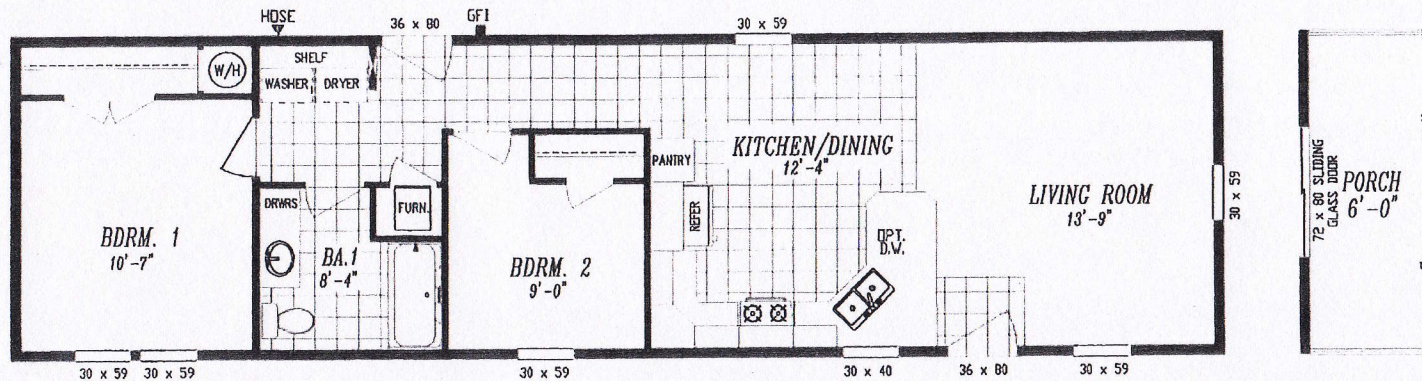 HOSE
36 x 80
GFI
30 x 59
SHELF
W/H
WASHER
DRYER
PANTRY
KITCHEN/DINING
12'-4"
REFER
LIVING ROOM
13'-9"
30 x 59
72 x 80 SLIDING
GLASS DOOR
PORCH
6'-0"
BDRM. 1
10'-7"
DRWRS
FURN.
BA.1
8'-4"
BDRM. 2
9'-0"
OPT.
D.W.
30 x 59
30 x 59
30 x 59
30 x 40
36 x 80
30 x 59